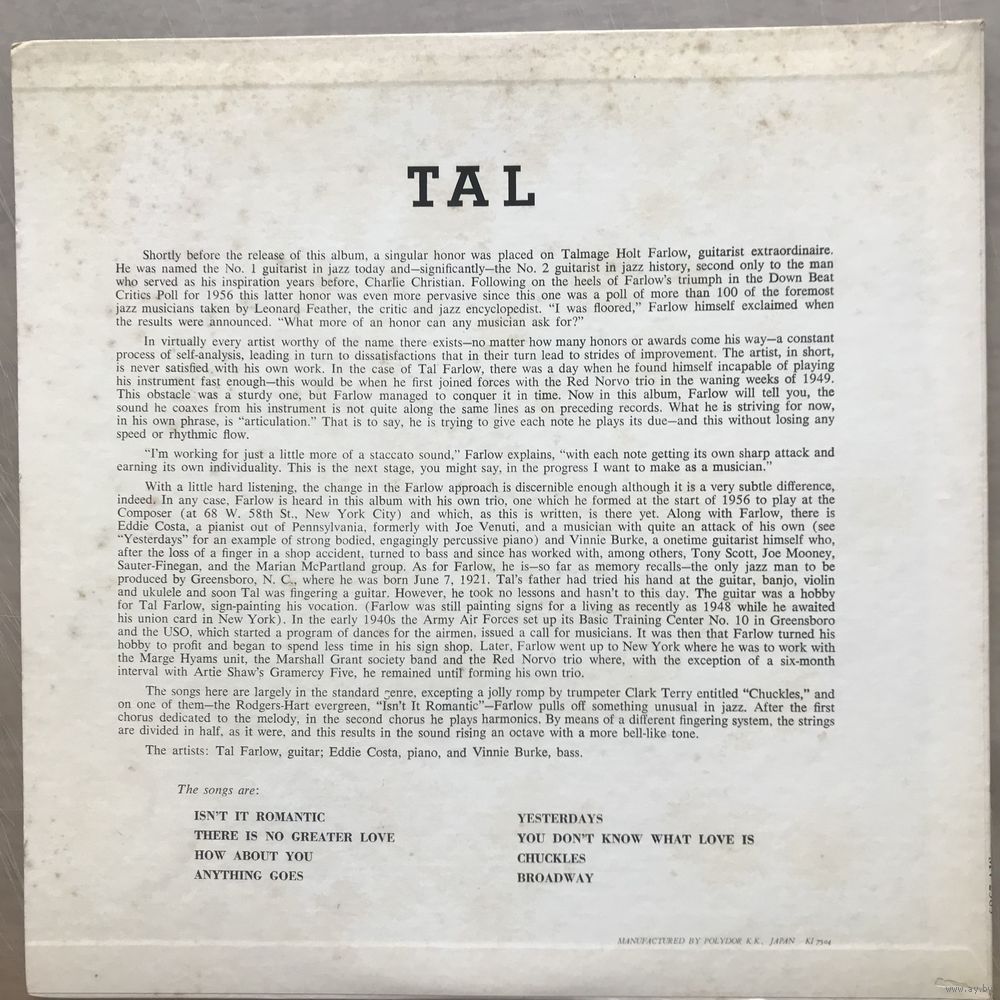 TAL
Shortly before the release of this album, a singular honor was placed on Talmage Holt Farlow, guitarist extraordinaire.
He was named the No. 1 guitarist in jazz today and—significantly—the No. 2 guitarist in jazz history, second only to the man
who served as his inspiration years before, Charlie Christian. Following on the heels of Farlow's triumph in the Down Beat
Critics Poll for 1956 this latter honor was even more pervasive since this one was a poll of more than 100 of the foremost
jazz musicians taken by Leonard Feather, the critic and jazz encyclopedist. "I was floored," Farlow himself exclaimed when
the results were announced. "What more of an honor can any musician ask for?"
In virtually every artist worthy of the name there exists—no matter how many honors or awards come his way—a constant
process of self-analysis, leading in turn to dissatisfactions that in their turn lead to strides of improvement. The artist, in short,
is never satisfied with his own work. In the case of Tal Farlow, there was a day when he found himself incapable of playing
his instrument fast enough—this would be when he first joined forces with the Red Norvo trio in the waning weeks of 1949.
This obstacle was a sturdy one, but Farlow managed to conquer it in time. Now in this album, Farlow will tell you, the
sound he coaxes from his instrument is not quite along the same lines as on preceding records. What he is striving for now,
in his own phrase, is "articulation." That is to say, he is trying to give each note he plays its due—and this without losing any
speed or rhythmic flow.
"I'm working for just a little more of a staccato sound," Farlow explains, "with each note getting its own sharp attack and
earning its own individuality. This is the next stage, you might say, in the progress I want to make as a musician."
With a little hard listening, the change in the Farlow approach is discernible enough although it is a very subtle difference,
indeed. In any case, Farlow is heard in this album with his own trio, one which he formed at the start of 1956 to play at the
Composer (at 68 W. 58th St., New York City) and which, as this is written, is there yet. Along with Farlow, there is
Eddie Costa, a pianist out of Pennsylvania, formerly with Joe Venuti, and a musician with quite an attack of his own (see
"Yesterdays" for an example of strong bodied, engagingly percussive piano) and Vinnie Burke, a onetime guitarist himself who,
after the loss of a finger in a shop accident, turned to bass and since has worked with, among others, Tony Scott, Joe Mooney,
Sauter-Finegan, and the Marian McPartland group. As for Farlow, he is—so far as memory recalls—the only jazz man to be
produced by Greensboro, N. C., where he was born June 7, 1921. Tal's father had tried his hand at the guitar, banjo, violin
and ukulele and soon Tal was fingering a guitar. However, he took no lessons and hasn't to this day. The guitar was a hobby
for Tal Farlow, sign-painting his vocation. (Farlow was still painting signs for a living as recently as 1948 while he awaited
his union card in New York). In the early 1940s the Army Air Forces set up its Basic Training Center No. 10 in Greensboro
and the USO, which started a program of dances for the airmen, issued a call for musicians. It was then that Farlow turned his
hobby to profit and began to spend less time in his sign shop. Later, Farlow went up to New York where he was to work with
the Marge Hyams unit, the Marshall Grant society band and the Red Norvo trio where, with the exception of a six-month
interval with Artie Shaw's Gramercy Five, he remained until forming his own trio.
The songs here are largely in the standard genre, excepting a jolly romp by trumpeter Clark Terry entitled "Chuckles," and
on one of them—the Rodgers-Hart evergreen, "Isn't It Romantic"—Farlow pulls off something unusual in jazz. After the first
chorus dedicated to the melody, in the second chorus he plays harmonics. By means of a different fingering system, the strings
are divided in half, as it were, and this results in the sound rising an octave with a more bell-like tone.
The artists: Tal Farlow, guitar; Eddie Costa, piano, and Vinnie Burke, bass.
The songs are:
ISN'T IT ROMANTIC
THERE IS NO GREATER LOVE
HOW ABOUT YOU
ANYTHING GOES
YESTERDAYS
YOU DON'T KNOW WHAT LOVE IS
CHUCKLES
BROADWAY
MANUFACTURED BY POLYDOR K.K., JAPAN KI 7504
www.ay.by